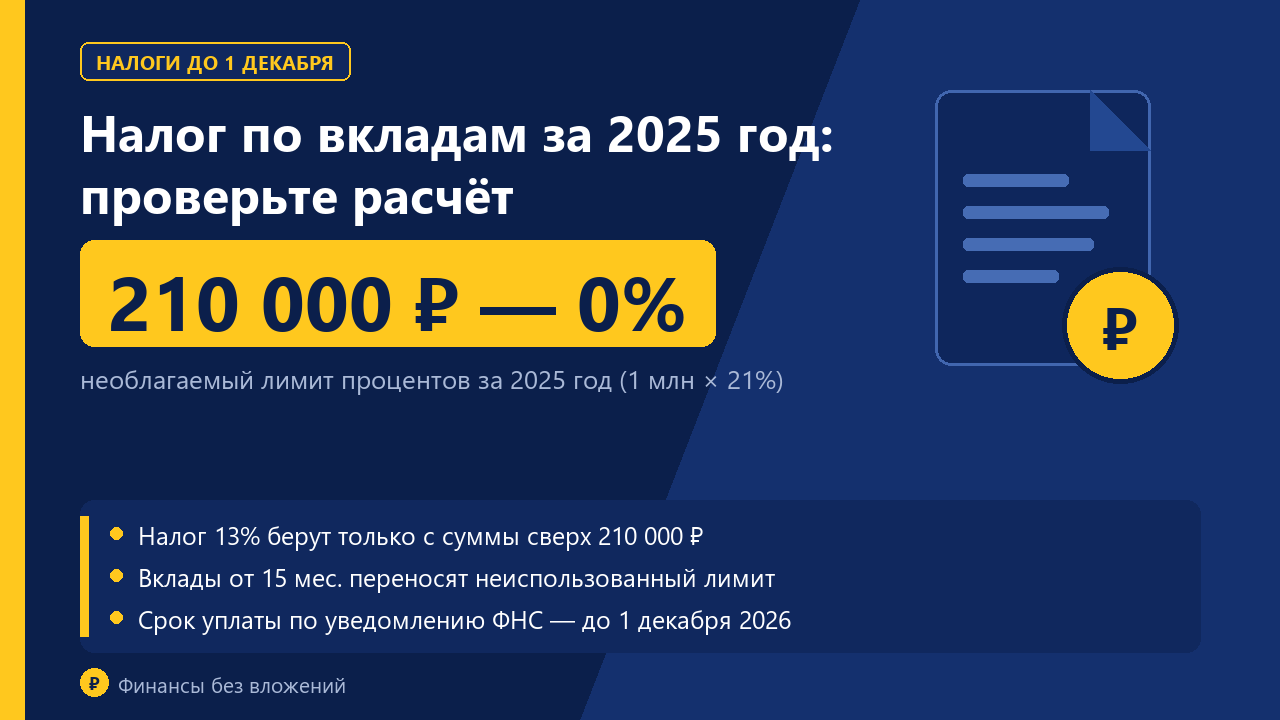 НАЛОГИ ДО 1 ДЕКАБРЯ
Налог по вкладам за 2025 год:
проверьте расчёт
210 000 ₽ — 0%
необлагаемый лимит процентов за 2025 год (1 млн × 21%)
₽
Налог 13% берут только с суммы сверх 210 000 ₽
Вклады от 15 мес. переносят неиспользованный лимит
Срок уплаты по уведомлению ФНС — до 1 декабря 2026
₽ Финансы без вложений